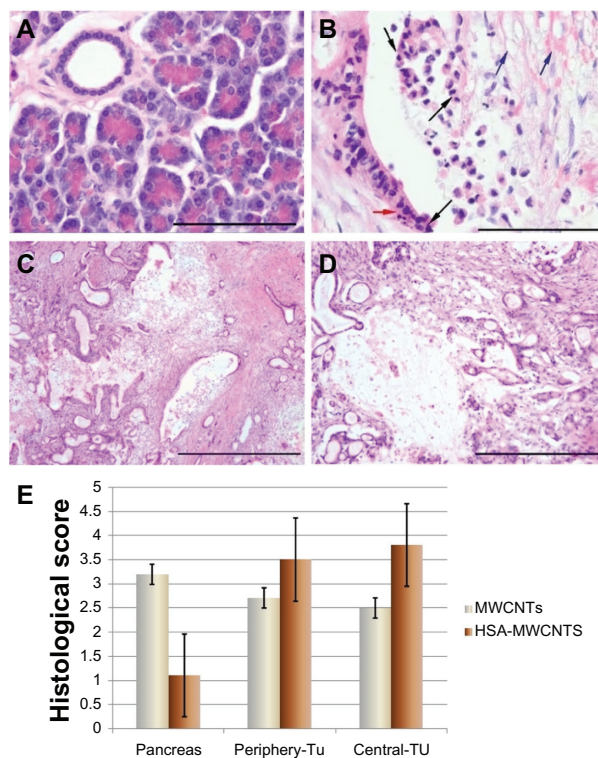 A
B
C
D
E
Histological score
5
4.5
4
3.5
3
2.5
2
1.5
1
0.5
0
Pancreas
Periphery-Tu
Central-TU
MWCNTs
HSA-MWCNTS